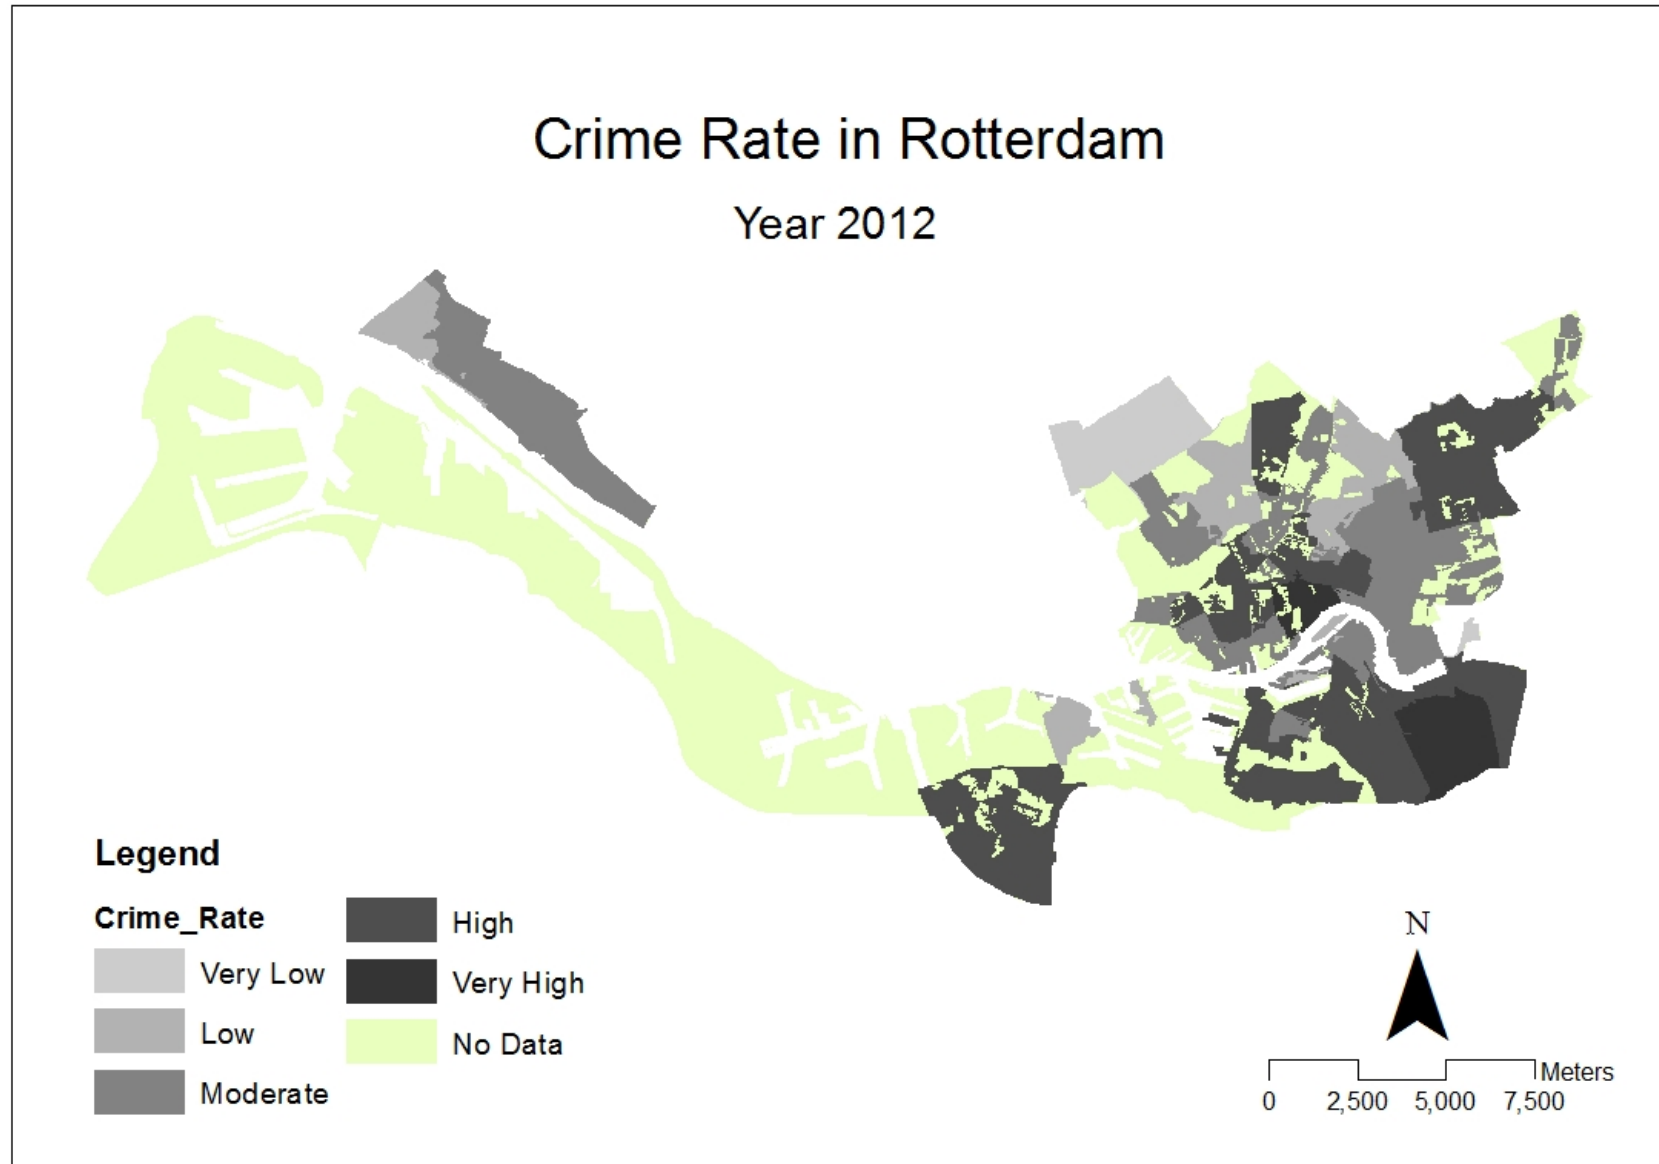 Crime Rate in Rotterdam
Year 2012
Legend
Crime_Rate
Very Low
Low
Moderate
High
Very High
No Data
N
Meters
0 2,500 5,000 7,500